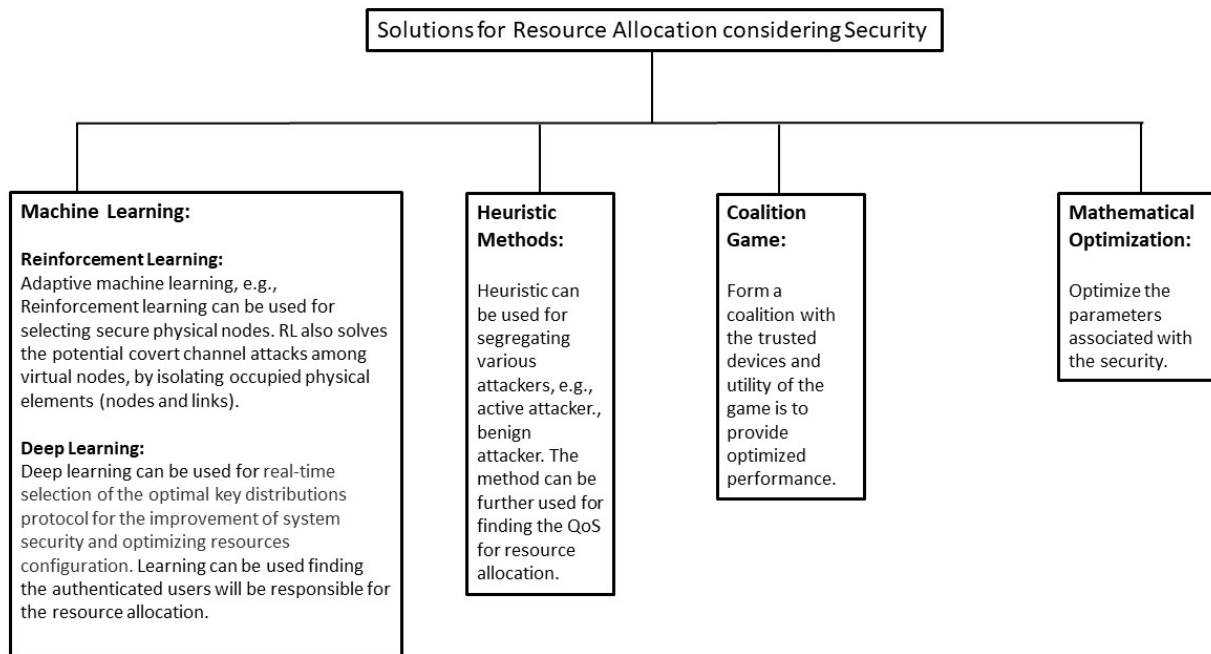 Solutions for Resource Allocation considering Security
Machine Learning:
Reinforcement Learning:
Adaptive machine learning, e.g.,
Reinforcement learning can be used for
selecting secure physical nodes. RL also solves
the potential covert channel attacks among
virtual nodes, by isolating occupied physical
elements (nodes and links).
Deep Learning:
Deep learning can be used for real-time
selection of the optimal key distributions
protocol for the improvement of system
security and optimizing resources
configuration. Learning can be used finding
the authenticated users will be responsible for
the resource allocation.
Heuristic
Methods:
Heuristic can
be used for
segregating
various
attackers, e.g.,
active attacker.,
benign
attacker. The
method can be
further used for
finding the QoS
for resource
allocation.
Coalition
Game:
Form a
coalition with
the trusted
devices and
utility of the
game is to
provide
optimized
performance.
Mathematical
Optimization:
Optimize the
parameters
associated with
the security.